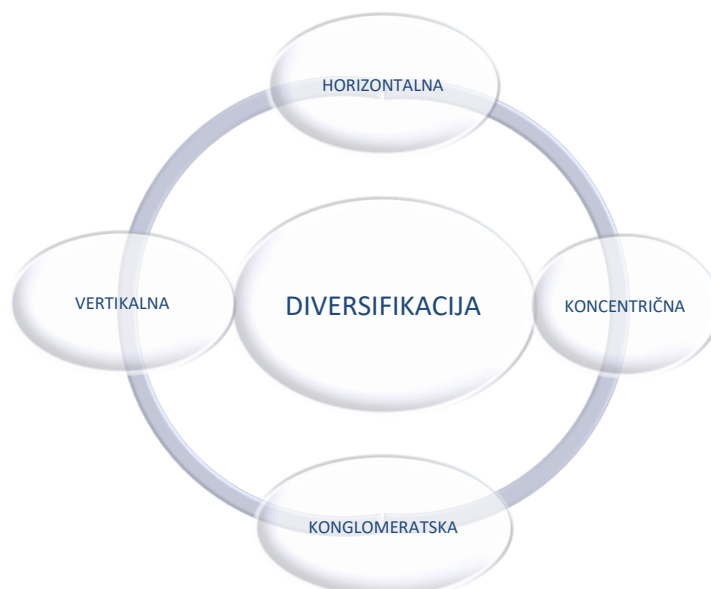 HORIZONTALNA
VERTIKALNA
DIVERSIFIKACIJA
KONCENTRIČNA
KONGLOMERATSKA